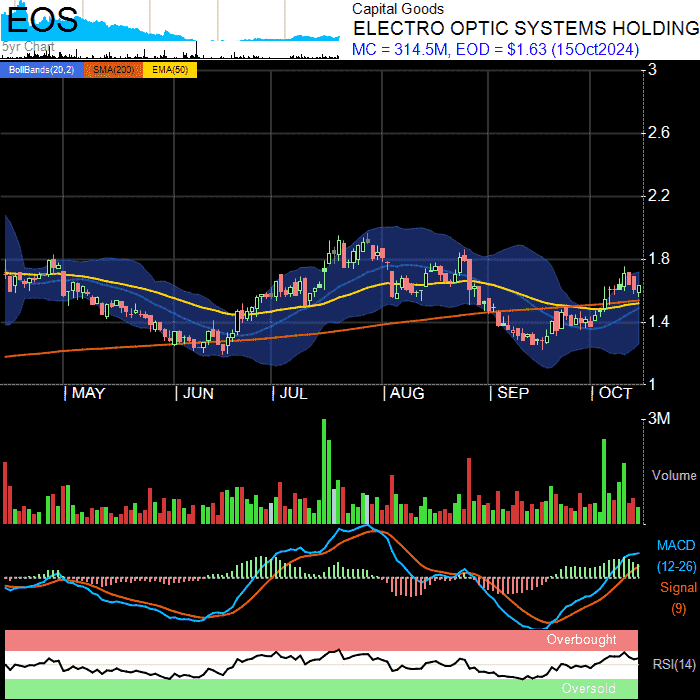 EOS
5yr Chart
Capital Goods
ELECTRO OPTIC SYSTEMS HOLDING
MC = 314.5M, EOD = $1.63 (15Oct2024)
BollBands(20,2) SMA(200) EMA(50)
3
2.6
2.2
1.8
1.4
1
MAY JUN JUL AUG SEP OCT
3M
Volume
MACD
(12-26)
Signal
(9)
Overbought
RSI(14)
Oversold